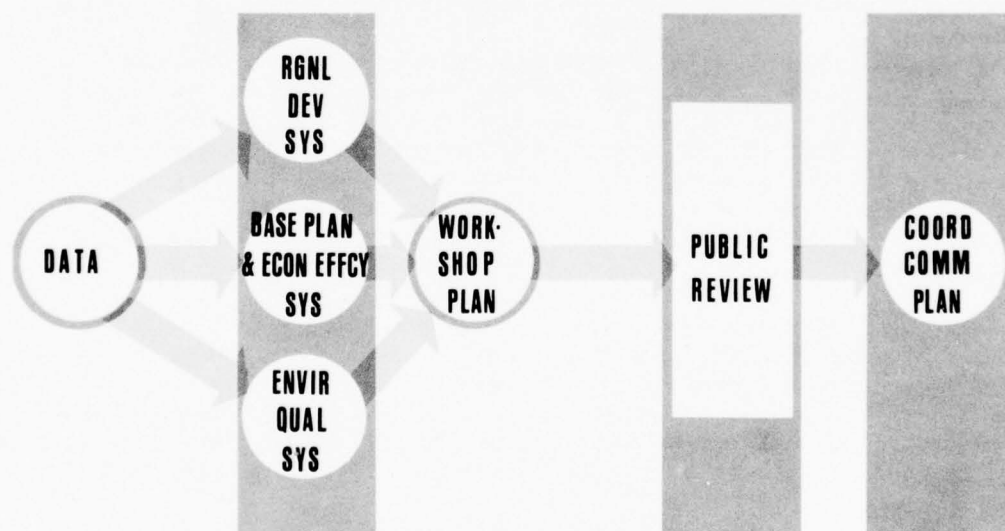 DATA
RGNL
DEV
SYS
BASE PLAN
& ECON EFFCY
SYS
ENVIR
QUAL
SYS
WORK-
SHOP
PLAN
PUBLIC
REVIEW
COORD
COMM
PLAN